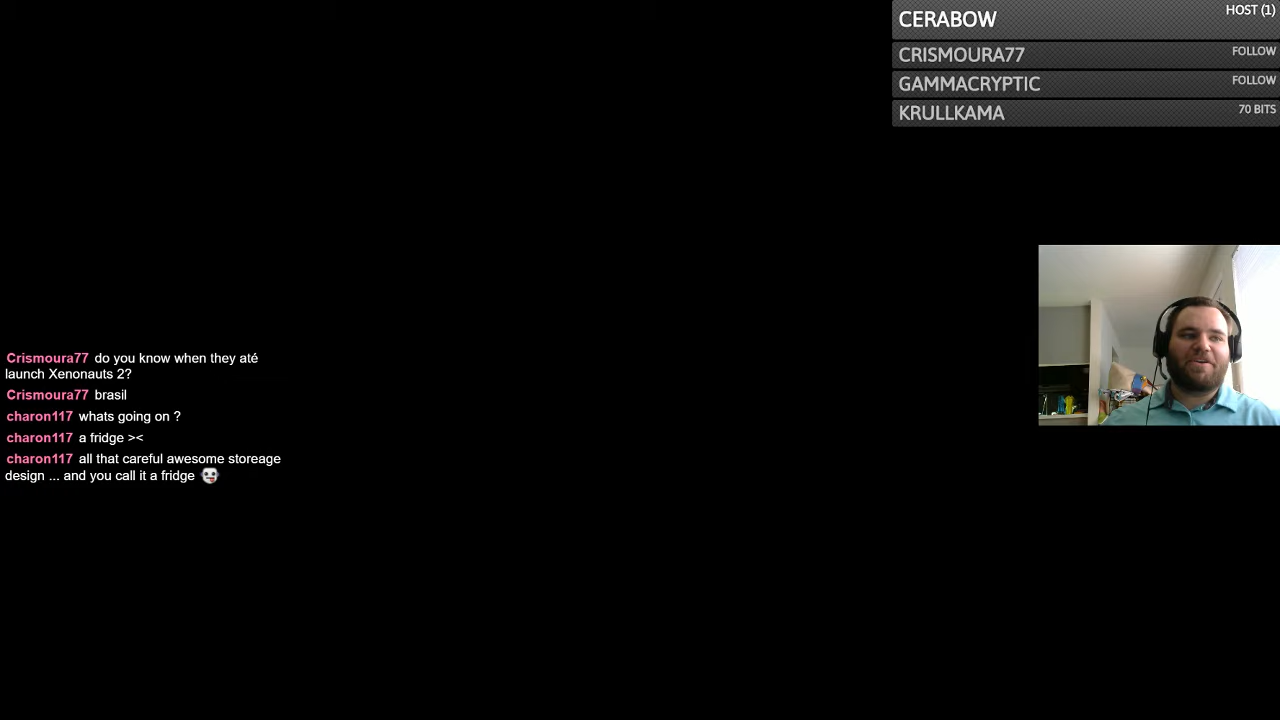 CERABOW HOST (1)
CRISMOURA77 FOLLOW
GAMMACRYPTIC FOLLOW
KRULLKAMA 70 BITS
Crismoura77 do you know when they até
launch Xenonauts 2?
Crismoura77 brasil
charon117 whats going on ?
charon117 a fridge ><
charon117 all that careful awesome storeage
design ... and you call it a fridge